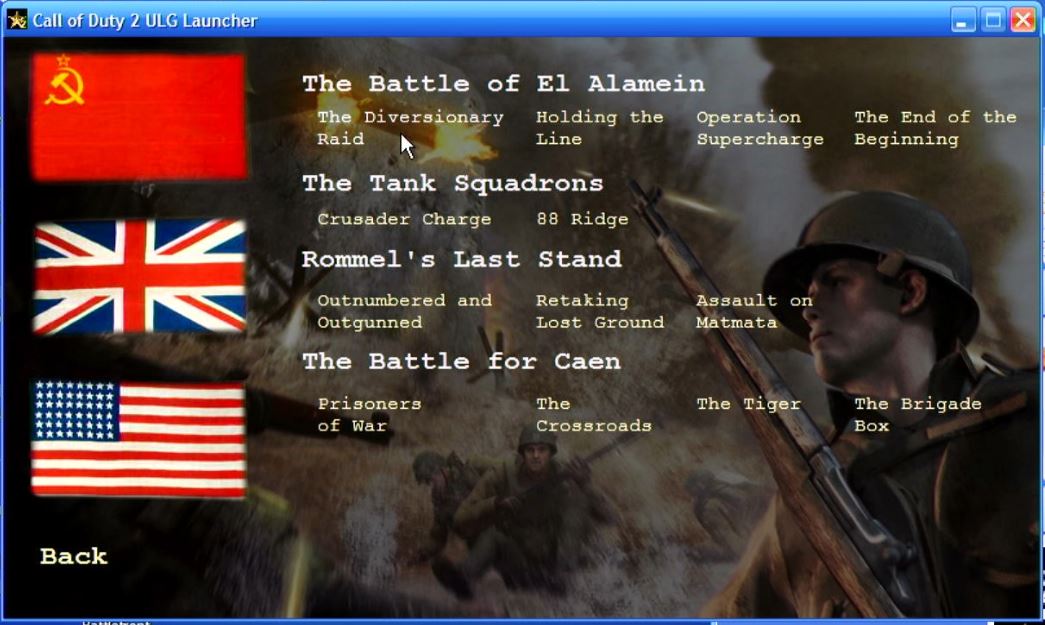 Call of Duty 2 ULG Launcher
The Battle of El Alamein
The Diversionary Raid
Holding the Line
Operation Supercharge
The End of the Beginning
The Tank Squadrons
Crusader Charge
88 Ridge
Rommel's Last Stand
Outnumbered and Outgunned
Retaking Lost Ground
Assault on Matmata
The Battle for Caen
Prisoners of War
The Crossroads
The Tiger
The Brigade Box
Back